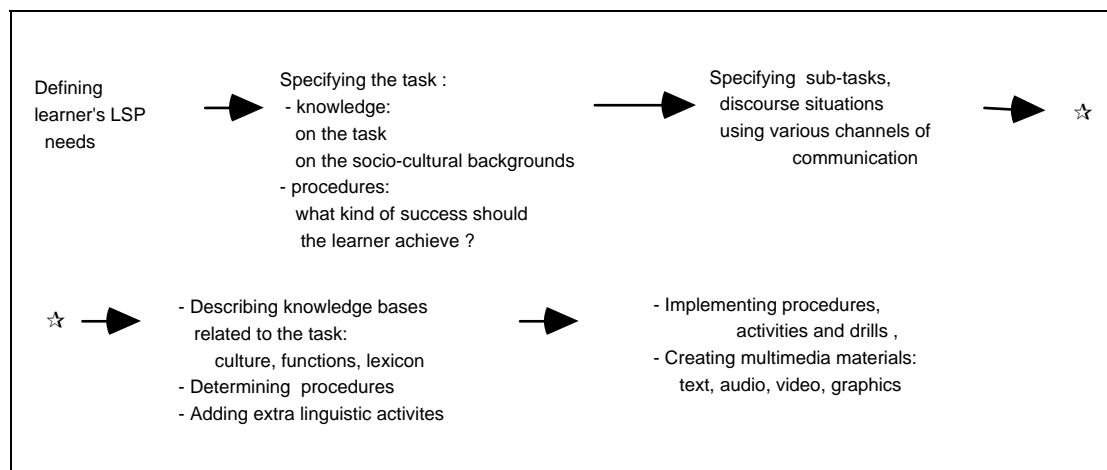 Defining
learner's LSP
needs
Specifying the task :
- knowledge:
on the task
on the socio-cultural backgrounds
- procedures:
what kind of success should
the learner achieve ?
Specifying sub-tasks,
discourse situations
using various channels of
communication
- Describing knowledge bases
related to the task:
culture, functions, lexicon
- Determining procedures
- Adding extra linguistic activites
- Implementing procedures,
activities and drills ,
- Creating multimedia materials:
text, audio, video, graphics